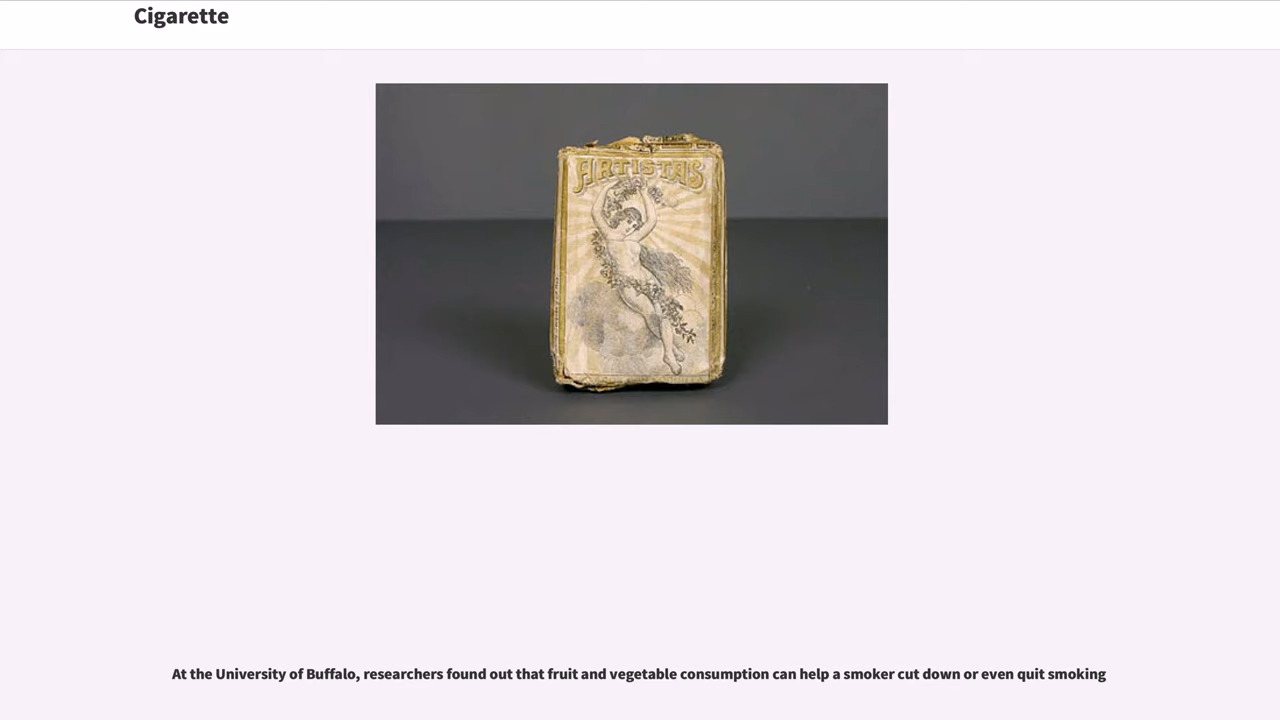 Cigarette
ARTISTAS
At the University of Buffalo, researchers found out that fruit and vegetable consumption can help a smoker cut down or even quit smoking